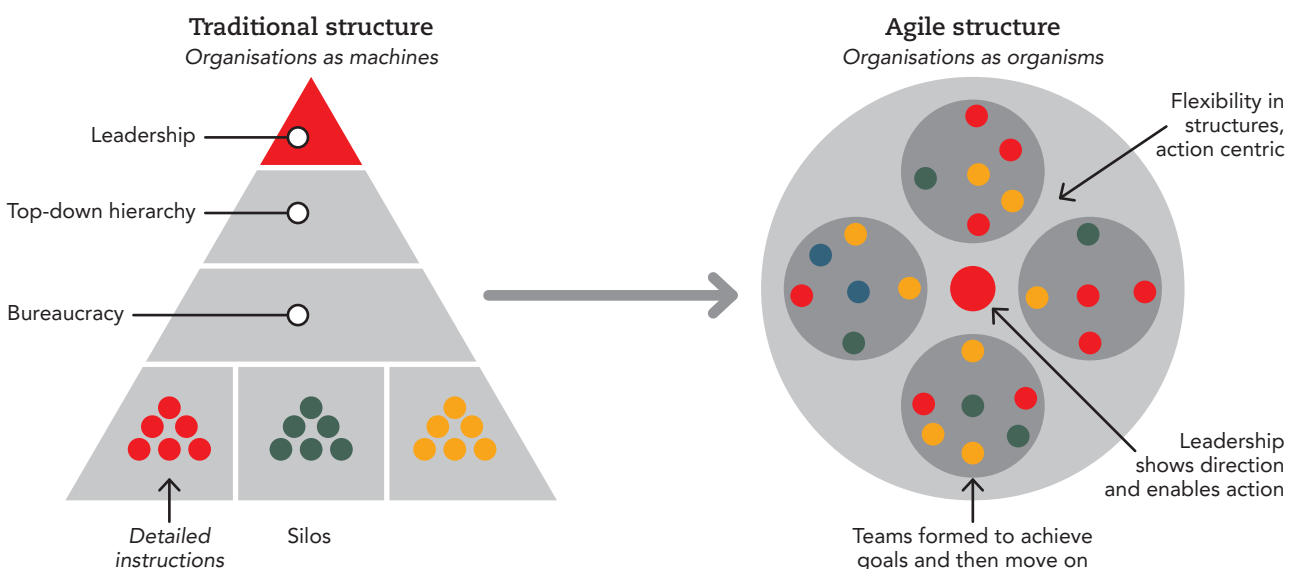 Traditional structure
Organisations as machines
Leadership
Top-down hierarchy
Bureaucracy
Detailed
instructions
Silos
Agile structure
Organisations as organisms
Flexibility in
structures,
action centric
Leadership
shows direction
and enables action
Teams formed to achieve
goals and then move on